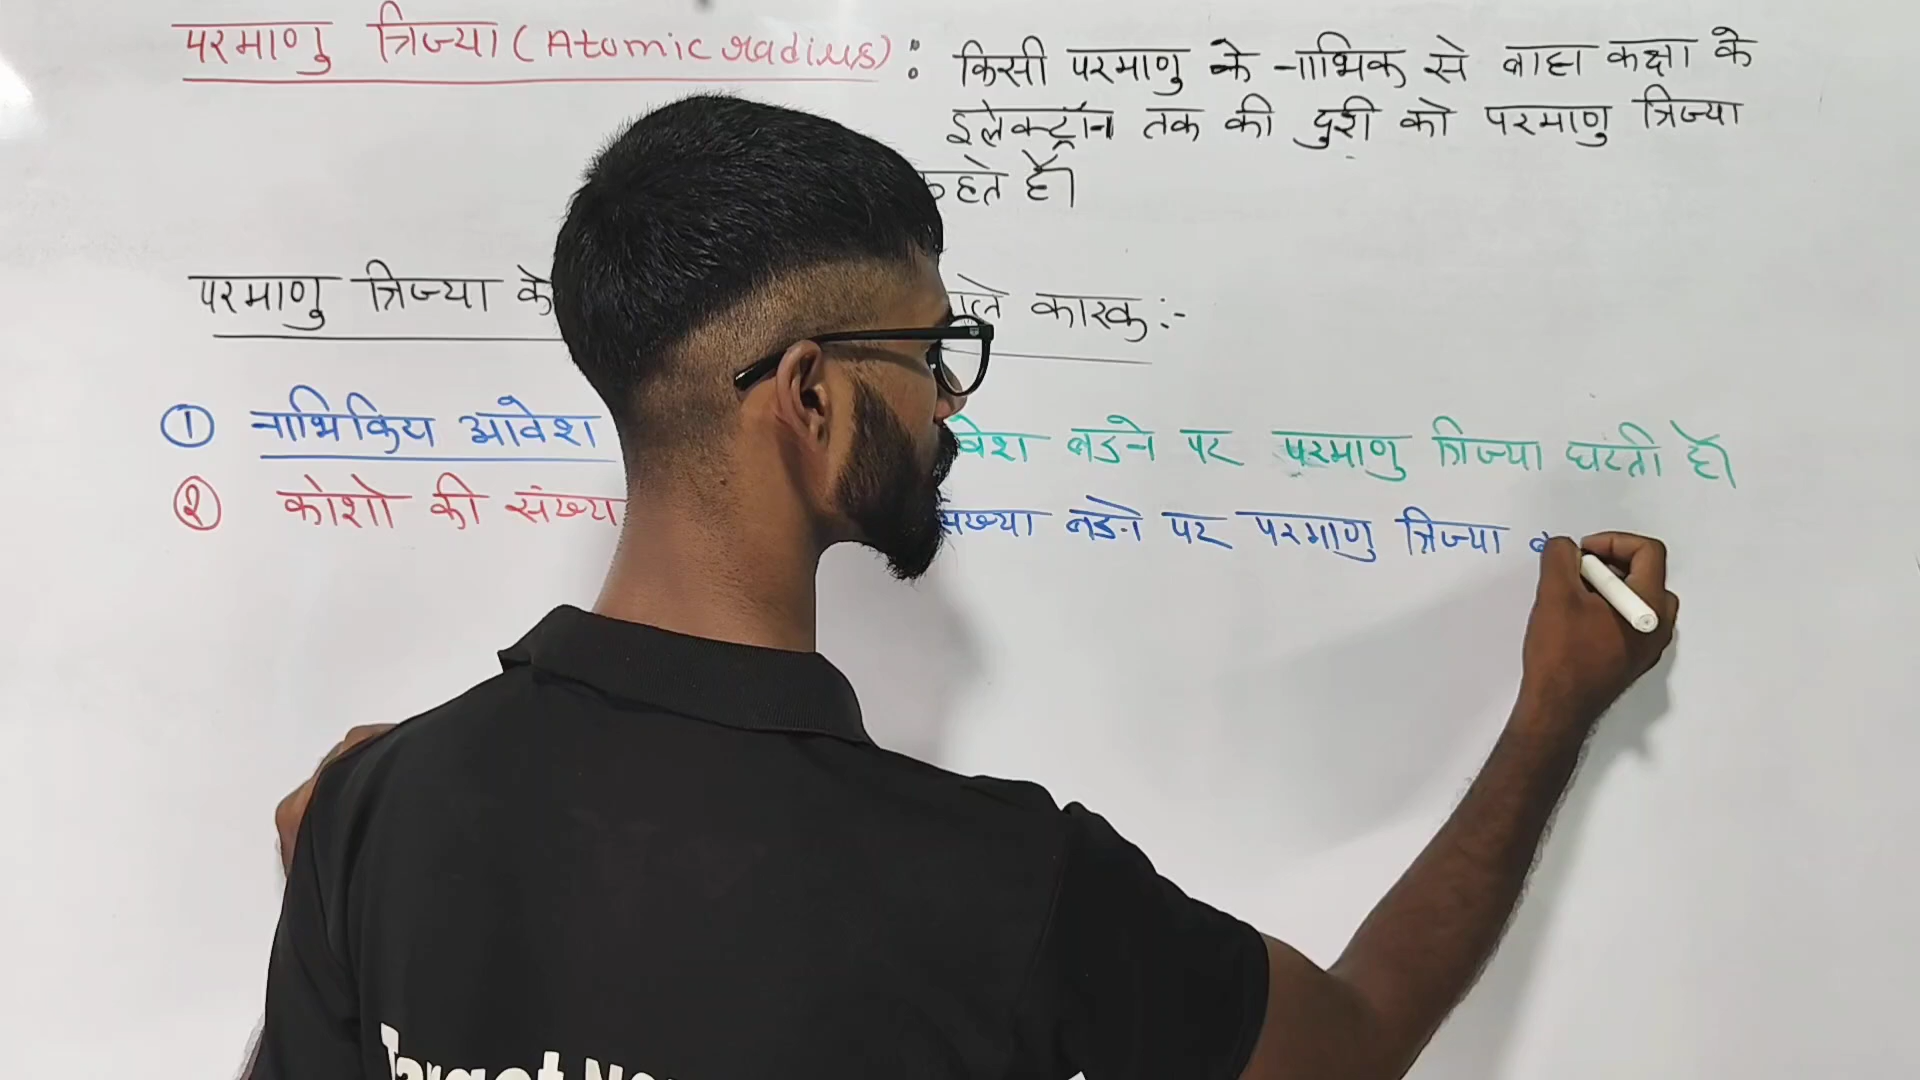 परमाणु त्रिज्या (Atomic radius) : किसी परमाणु के नाभिक से बाह्य कक्षा के
इलेक्ट्रॉन तक की दुरी को परमाणु त्रिज्या
कहते हैं।
परमाणु त्रिज्या के कारक :-
① नाभिकिय आवेश बढने पर परमाणु त्रिज्या घटती है।
② कोशो की संख्या बढने पर परमाणु त्रिज्या
Target